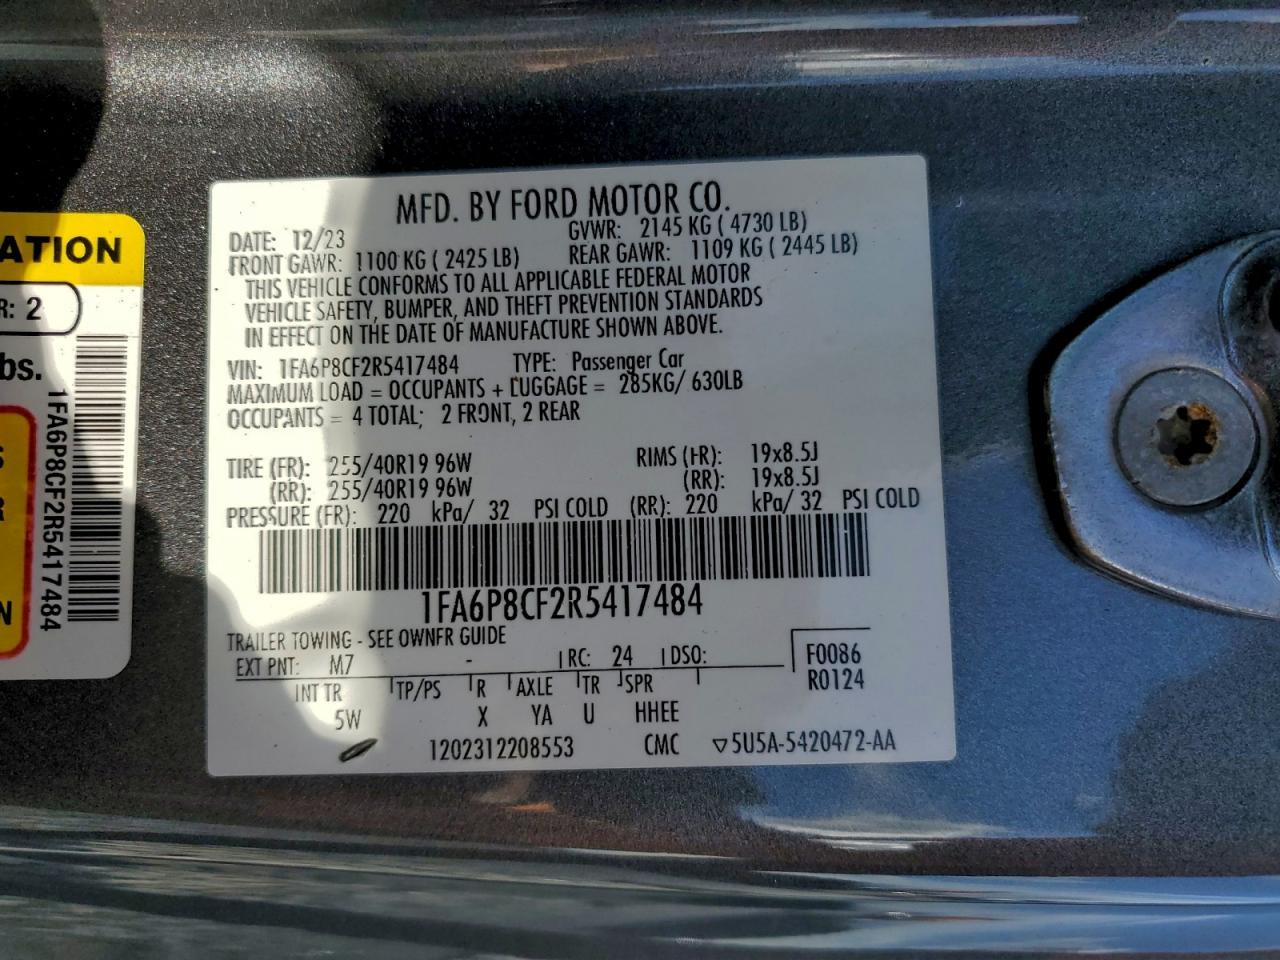 MFD. BY FORD MOTOR CO.
DATE: 12/23 GVWR: 2145 KG ( 4730 LB)
FRONT GAWR: 1100 KG ( 2425 LB) REAR GAWR: 1109 KG ( 2445 LB)
THIS VEHICLE CONFORMS TO ALL APPLICABLE FEDERAL MOTOR
VEHICLE SAFETY, BUMPER, AND THEFT PREVENTION STANDARDS
IN EFFECT ON THE DATE OF MANUFACTURE SHOWN ABOVE.
VIN: 1FA6P8CF2R5417484 TYPE: Passenger Car
MAXIMUM LOAD = OCCUPANTS + LUGGAGE = 285KG/ 630LB
OCCUPANTS = 4 TOTAL; 2 FRONT, 2 REAR
TIRE (FR): 255/40R19 96W RIMS (FR): 19x8.5J
(RR): 255/40R19 96W (RR): 19x8.5J
PRESSURE (FR): 220 kPa/ 32 PSI COLD (RR): 220 kPa/ 32 PSI COLD
1FA6P8CF2R5417484
TRAILER TOWING - SEE OWNER GUIDE
EXT PNT: M7 - RC: 24 DSO: F0086
INT TR TP/PS R AXLE TR SPR R0124
5W X YA U HHEE
1202312208553 CMC ▽5U5A-5420472-AA
ATION
R: 2
bs.
1FA6P8CF2R5417484
S
R
N